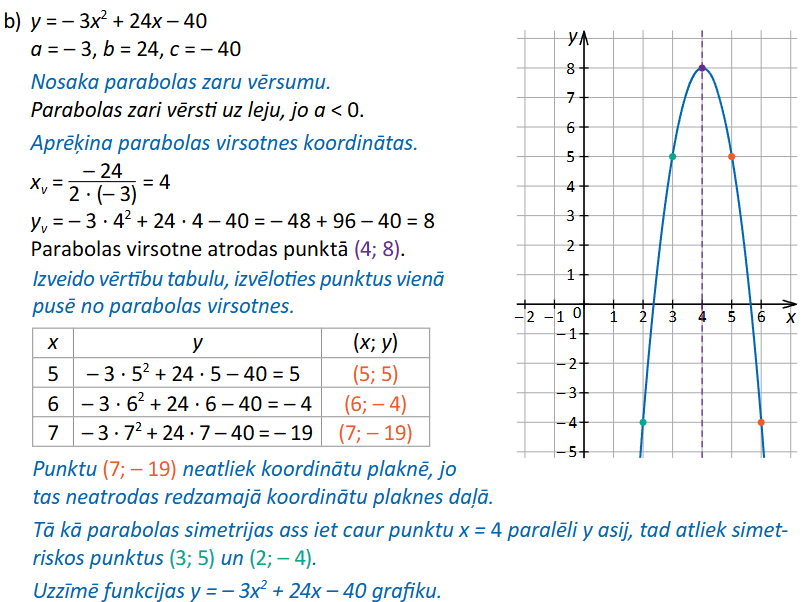 b) y = – 3x² + 24x – 40
a = – 3, b = 24, c = – 40
Nosaka parabolas zaru vērsumu.
Parabolas zari vērsti uz leju, jo a < 0.
Aprēķina parabolas virsotnes koordinātas.
xᵥ = – 24 / 2 · (– 3) = 4
yᵥ = – 3 · 4² + 24 · 4 – 40 = – 48 + 96 – 40 = 8
Parabolas virsotne atrodas punktā (4; 8).
Izveido vērtību tabulu, izvēloties punktus vienā
pusē no parabolas virsotnes.
x y (x; y)
5 – 3 · 5² + 24 · 5 – 40 = 5 (5; 5)
6 – 3 · 6² + 24 · 6 – 40 = – 4 (6; – 4)
7 – 3 · 7² + 24 · 7 – 40 = – 19 (7; – 19)
Punktu (7; – 19) neatliek koordinātu plaknē, jo
tas neatrodas redzamajā koordinātu plaknes daļā.
Tā kā parabolas simetrijas ass iet caur punktu x = 4 paralēli y asij, tad atliek simet-
riskos punktus (3; 5) un (2; – 4).
Uzzīmē funkcijas y = – 3x² + 24x – 40 grafiku.
y
8
7
6
5
4
3
2
1
–2 –1 0 1 2 3 4 5 6 x
–1
–2
–3
–4
–5